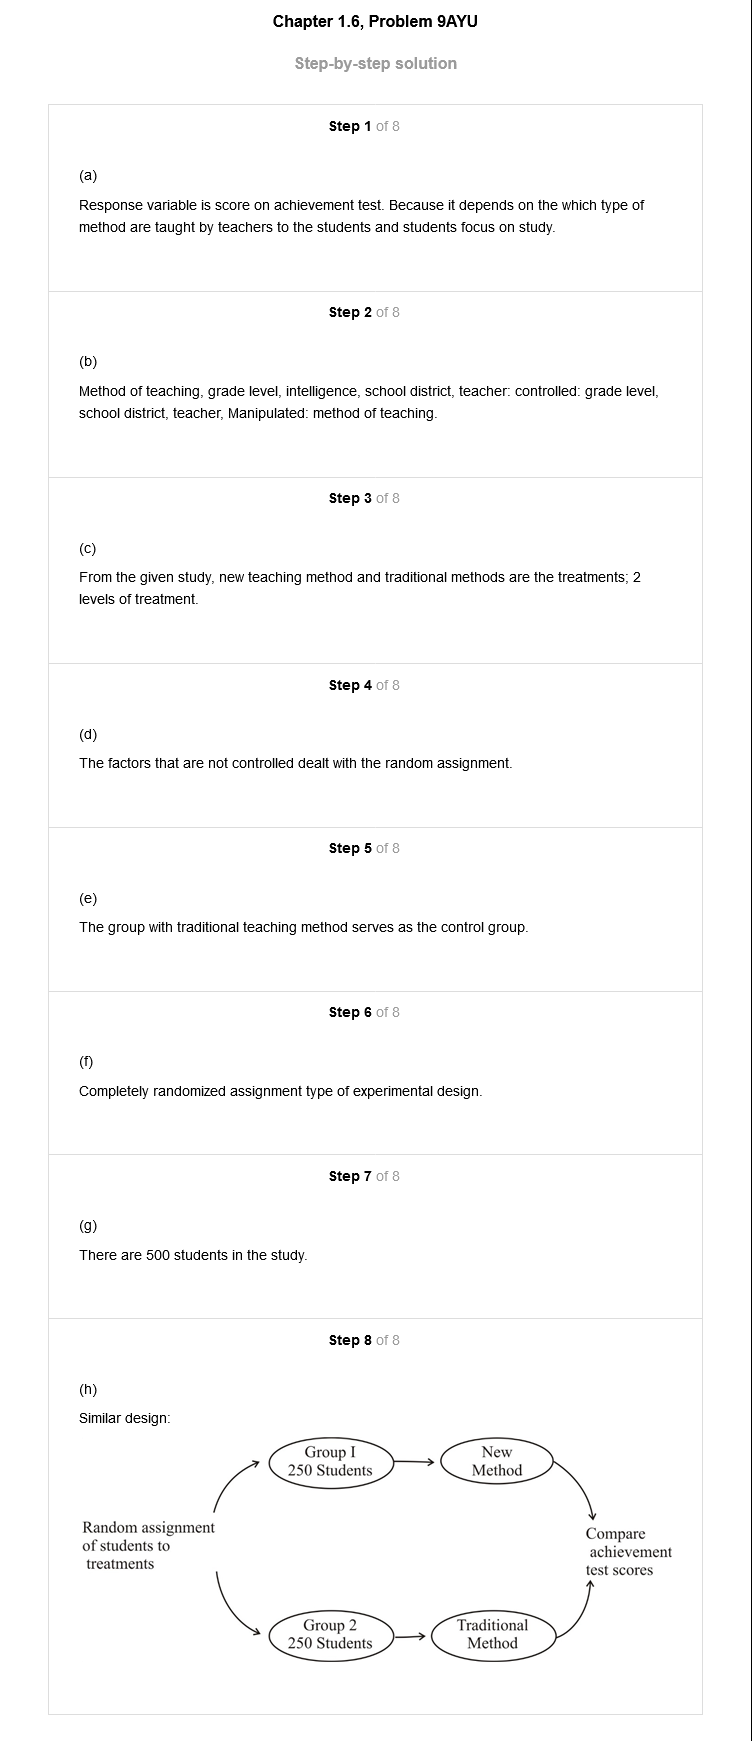 Chapter 1.6, Problem 9AYU
Step-by-step solution
Step 1 of 8
(a)
Response variable is score on achievement test. Because it depends on the which type of
method are taught by teachers to the students and students focus on study.
Step 2 of 8
(b)
Method of teaching, grade level, intelligence, school district, teacher: controlled: grade level,
school district, teacher, Manipulated: method of teaching.
Step 3 of 8
(c)
From the given study, new teaching method and traditional methods are the treatments; 2
levels of treatment.
Step 4 of 8
(d)
The factors that are not controlled dealt with the random assignment.
Step 5 of 8
(e)
The group with traditional teaching method serves as the control group.
Step 6 of 8
(f)
Completely randomized assignment type of experimental design.
Step 7 of 8
(g)
There are 500 students in the study.
Step 8 of 8
(h)
Similar design:
Group I
250 Students
New
Method
Random assignment
of students to
treatments
Compare
achievement
test scores
Group 2
250 Students
Traditional
Method